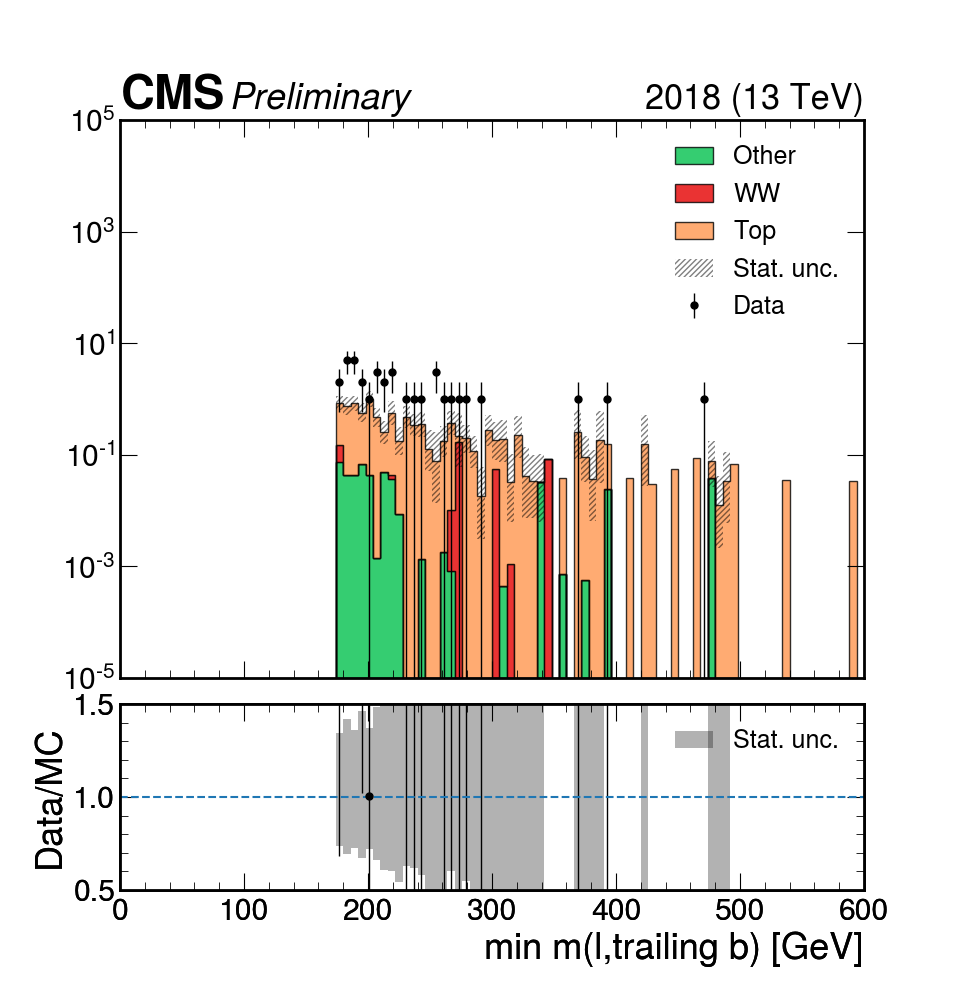 CMS Preliminary 2018 (13 TeV)
10^5
Other
WW
10^3
Top
Stat. unc.
Data
10^1
10^-1
10^-3
10^-5
1.5
Stat. unc.
Data/MC
1.0
0.5
0 100 200 300 400 500 600
min m(l,trailing b) [GeV]